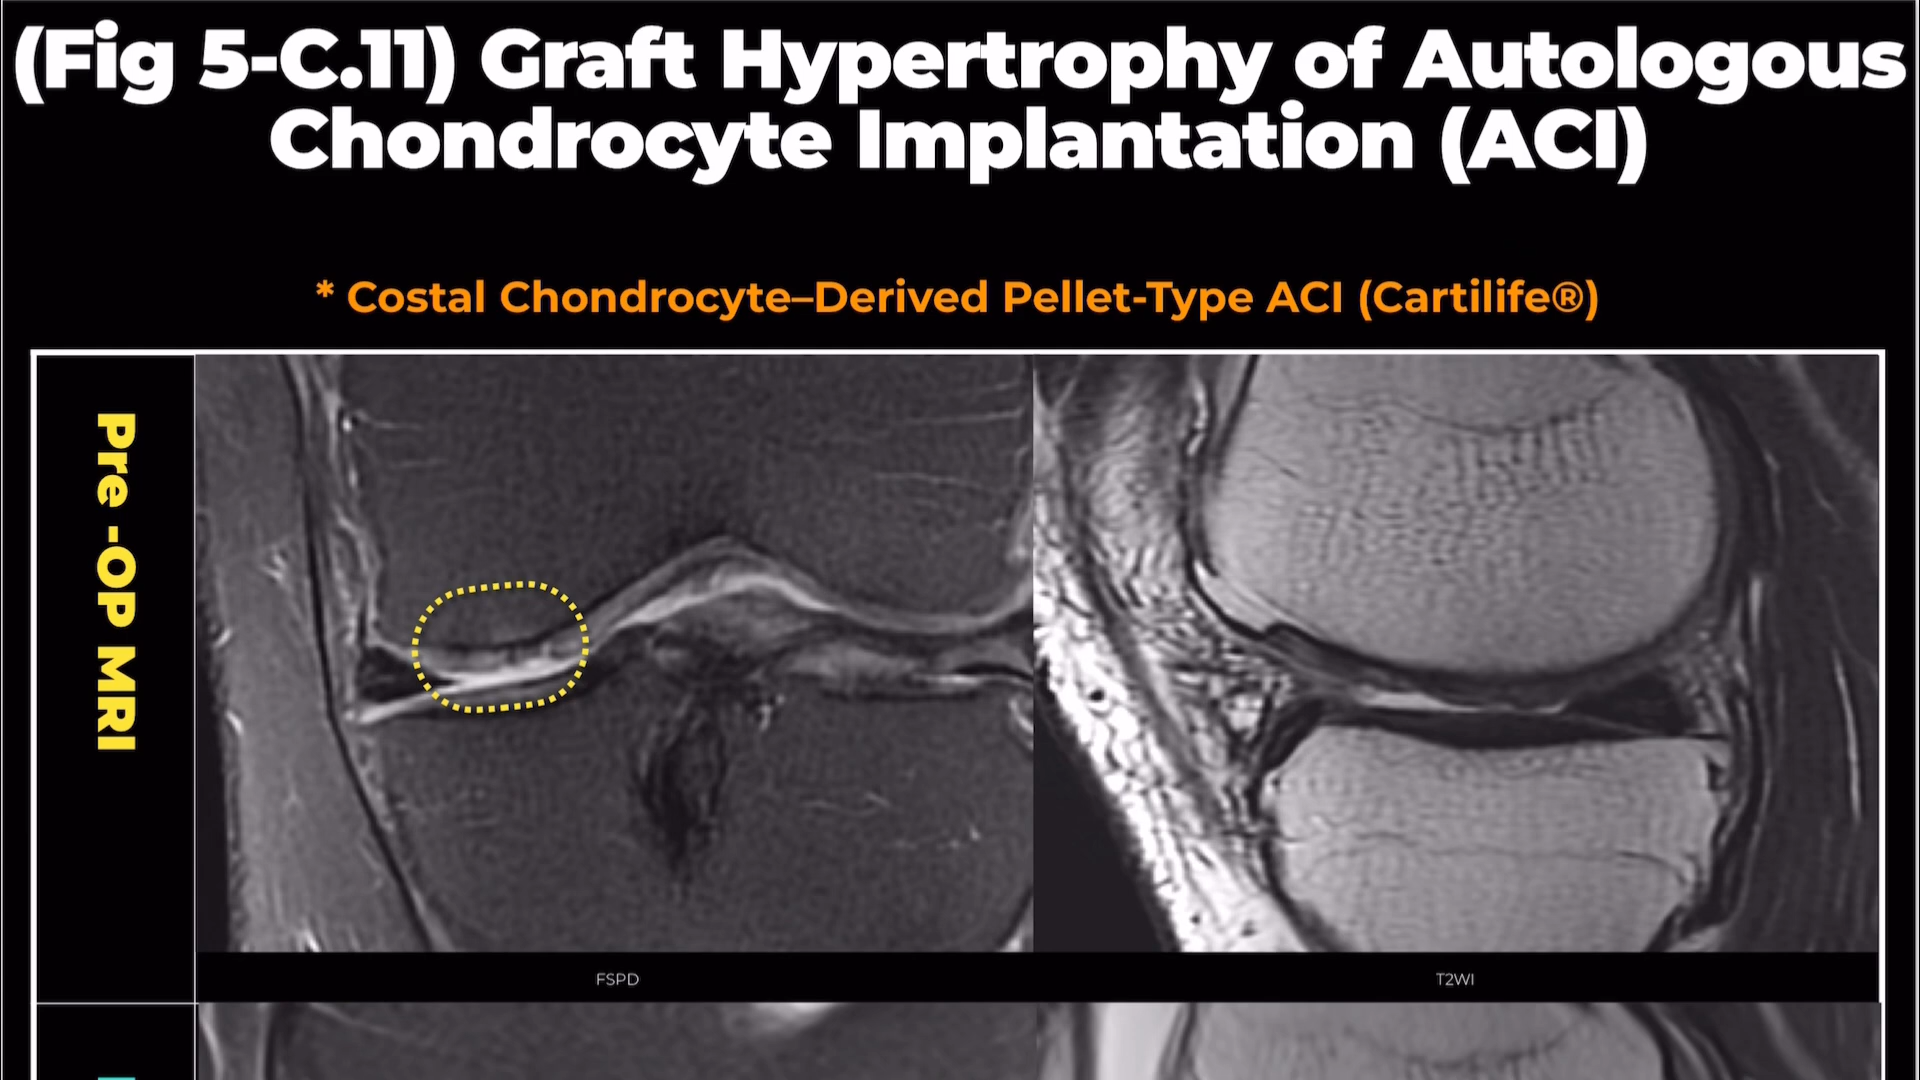 (Fig 5-C.11) Graft Hypertrophy of Autologous
Chondrocyte Implantation (ACI)
* Costal Chondrocyte–Derived Pellet-Type ACI (Cartilife®)
Pre -OP MRI
FSPD
T2WI